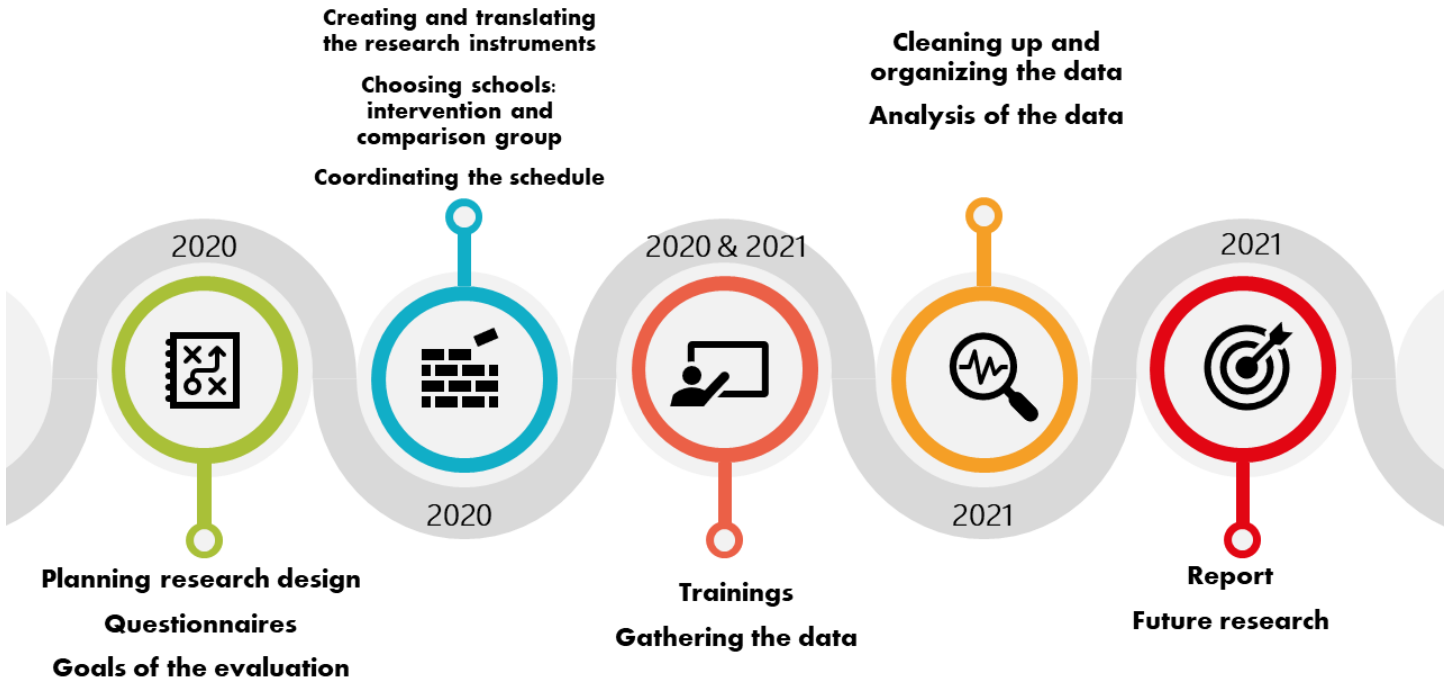 2020
Planning research design
Questionnaires
Goals of the evaluation
Creating and translating
the research instruments
Choosing schools:
intervention and
comparison group
Coordinating the schedule
2020
2020 & 2021
Trainings
Gathering the data
Cleaning up and
organizing the data
Analysis of the data
2021
2021
Report
Future research